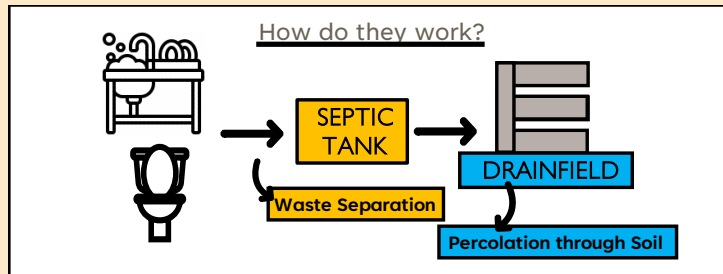 How do they work?
SEPTIC
TANK
DRAINFIELD
Waste Separation
Percolation through Soil